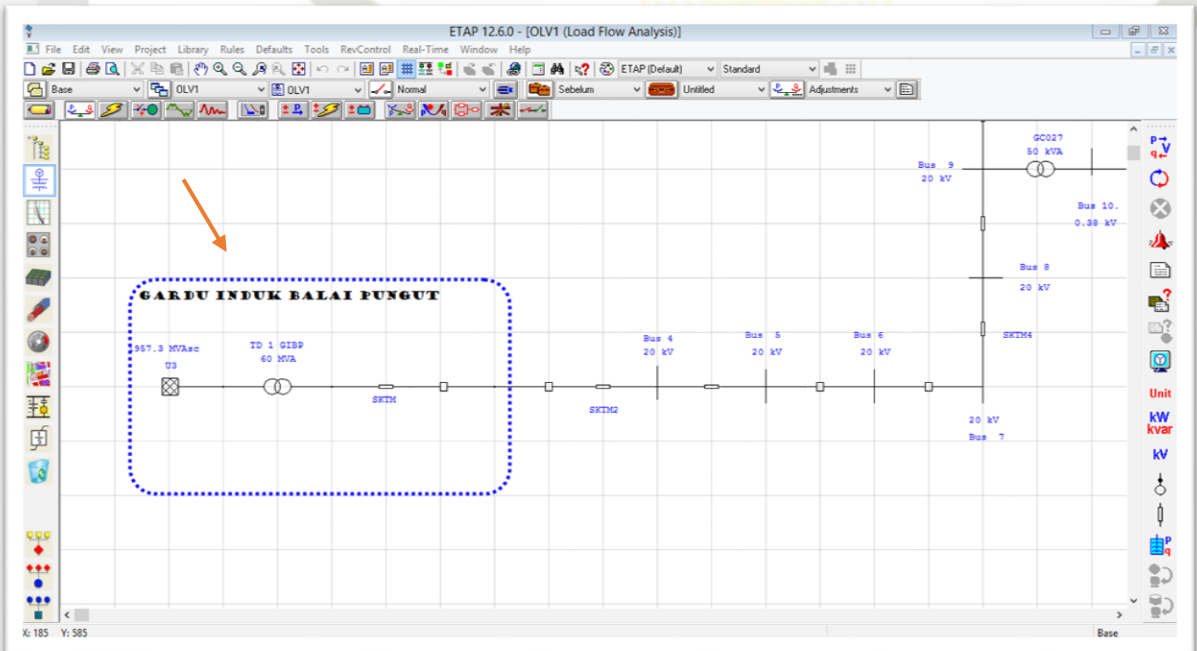 ETAP 12.6.0 - [OLV1 (Load Flow Analysis)]
File Edit View Project Library Rules Defaults Tools RevControl Real-Time Window Help
ETAP (Default) Standard
Base OLV1 OLV1 Normal Sebelum Untitled Adjustments
GC027
50 kVA
Bus 9
20 kV
Bus 10.
0.38 kV
Bus 8
20 kV
GARDU INDUK BALAI PUNGUT
SKTM4
957.3 MVAsc
U3
TD 1 GIBP
60 MVA
SKTM
Bus 4
20 kV
Bus 5
20 kV
Bus 6
20 kV
SKTM2
20 kV
Bus 7
Unit
kW
kvar
kV
X: 185 Y: 585
Base